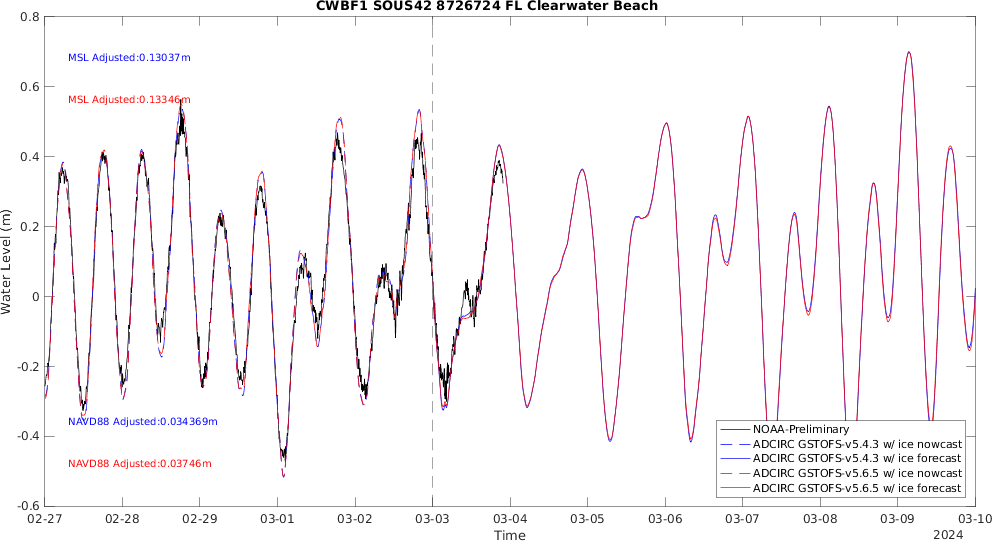 CWBF1 SOUS42 8726724 FL Clearwater Beach
0.8
0.6
0.4
0.2
0
-0.2
-0.4
-0.6
Water Level (m)
MSL Adjusted:0.13037m
MSL Adjusted:0.13346m
NAVD88 Adjusted:0.034369m
NAVD88 Adjusted:0.03746m
NOAA-Preliminary
ADCIRC GSTOFS-v5.4.3 w/ ice nowcast
ADCIRC GSTOFS-v5.4.3 w/ ice forecast
ADCIRC GSTOFS-v5.6.5 w/ ice nowcast
ADCIRC GSTOFS-v5.6.5 w/ ice forecast
02-27 02-28 02-29 03-01 03-02 03-03 03-04 03-05 03-06 03-07 03-08 03-09 03-10
Time
2024